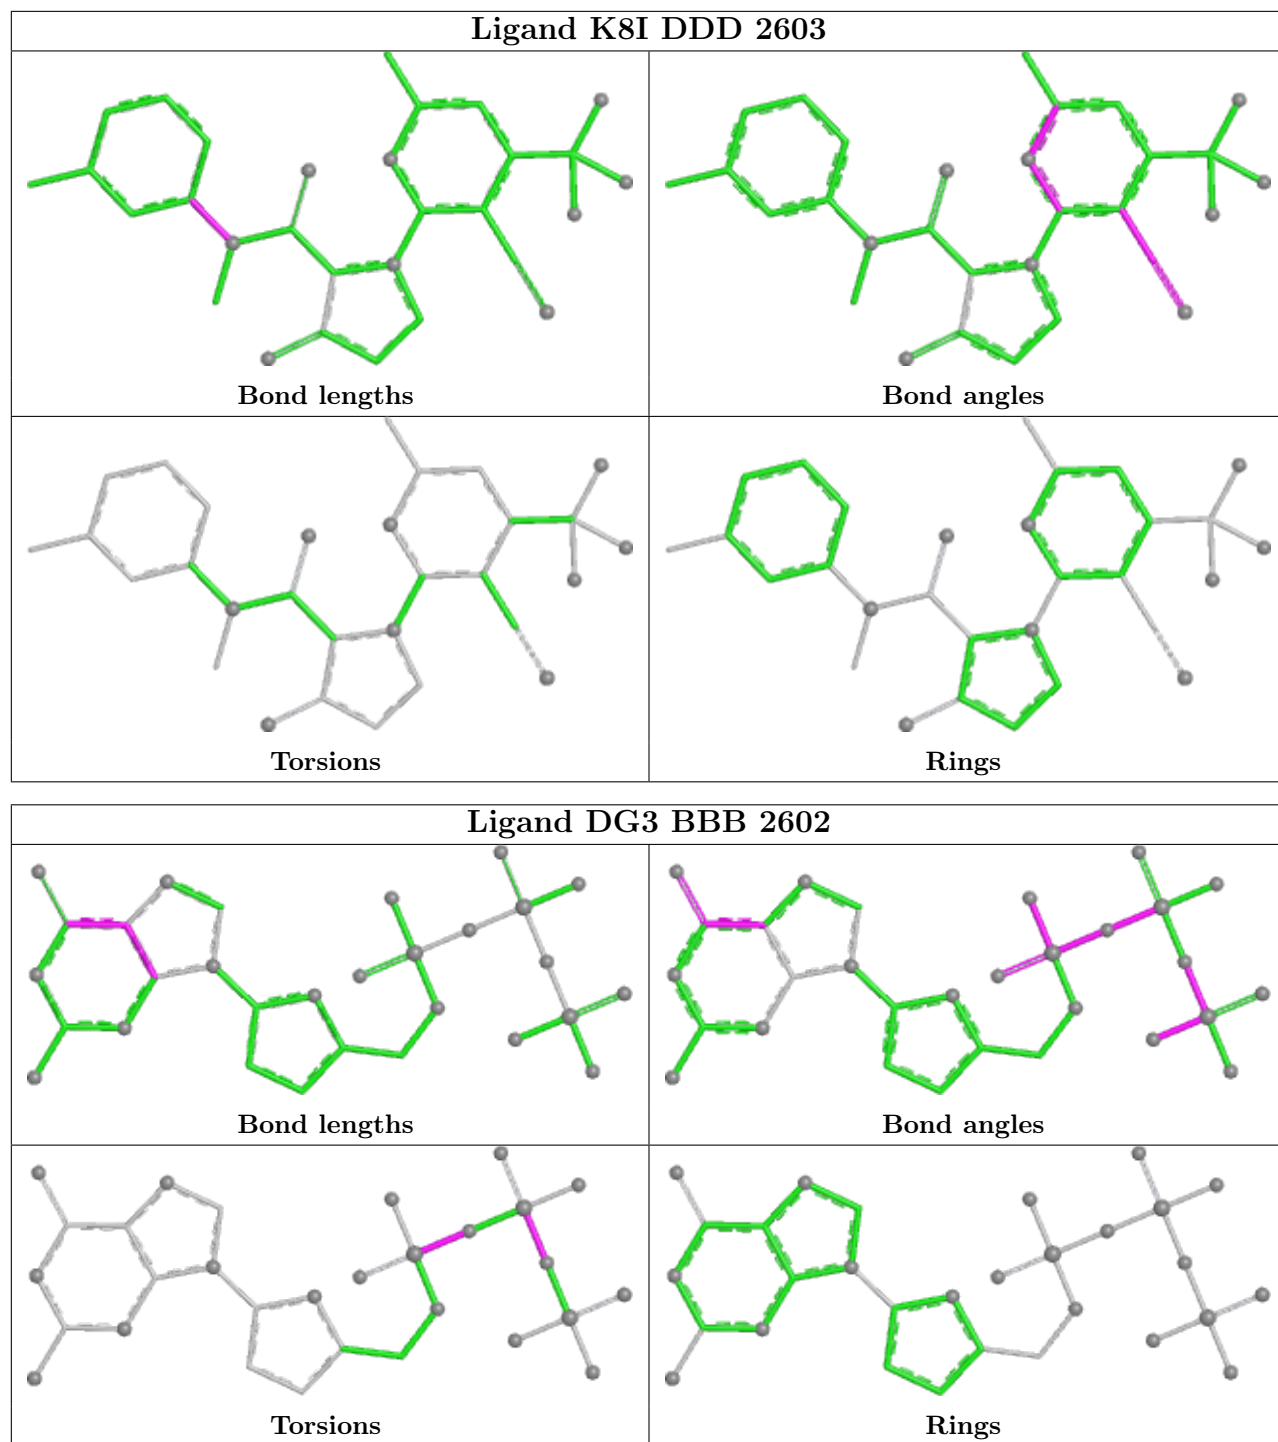 Ligand K8I DDD 2603
Bond lengths
Bond angles
Torsions
Rings
Ligand DG3 BBB 2602
Bond lengths
Bond angles
Torsions
Rings